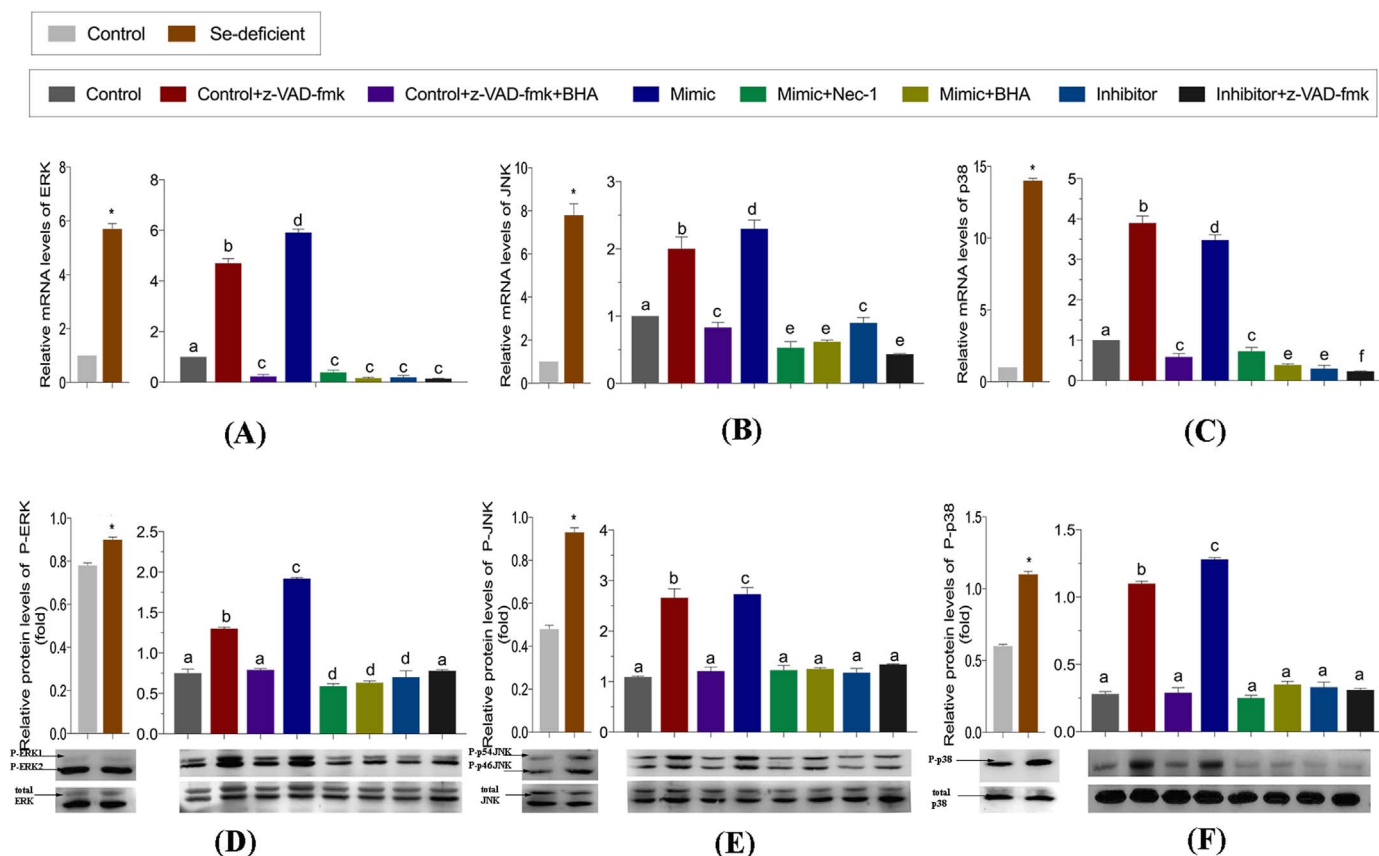 Control Se-deficient
Control Control+z-VAD-fmk Control+z-VAD-fmk+BHA Mimic Mimic+Nec-1 Mimic+BHA Inhibitor Inhibitor+z-VAD-fmk
Relative mRNA levels of ERK
8
6
4
2
0
*
8
6
4
2
0
a b c d c c c c
(A)
Relative mRNA levels of JNK
10
8
6
4
2
0
*
3
2
1
0
a b c d e e c e
(B)
Relative mRNA levels of p38
15
10
5
0
*
5
4
3
2
1
0
a b c d c e e f
(C)
Relative protein levels of P-ERK
(fold)
1.0
0.8
0.6
0.4
0.2
0.0
*
2.5
2.0
1.5
1.0
0.5
0.0
a b a c d d d a
P-ERK1
P-ERK2
total
ERK
(D)
Relative protein levels of P-JNK
(fold)
1.0
0.8
0.6
0.4
0.2
0.0
*
4
3
2
1
0
a b a c a a a a
P-p54JNK
P-p46JNK
total
JNK
(E)
Relative protein levels of P-p38
(fold)
1.5
1.0
0.5
0.0
*
1.5
1.0
0.5
0.0
a b a c a a a a
P-p38
total
p38
(F)